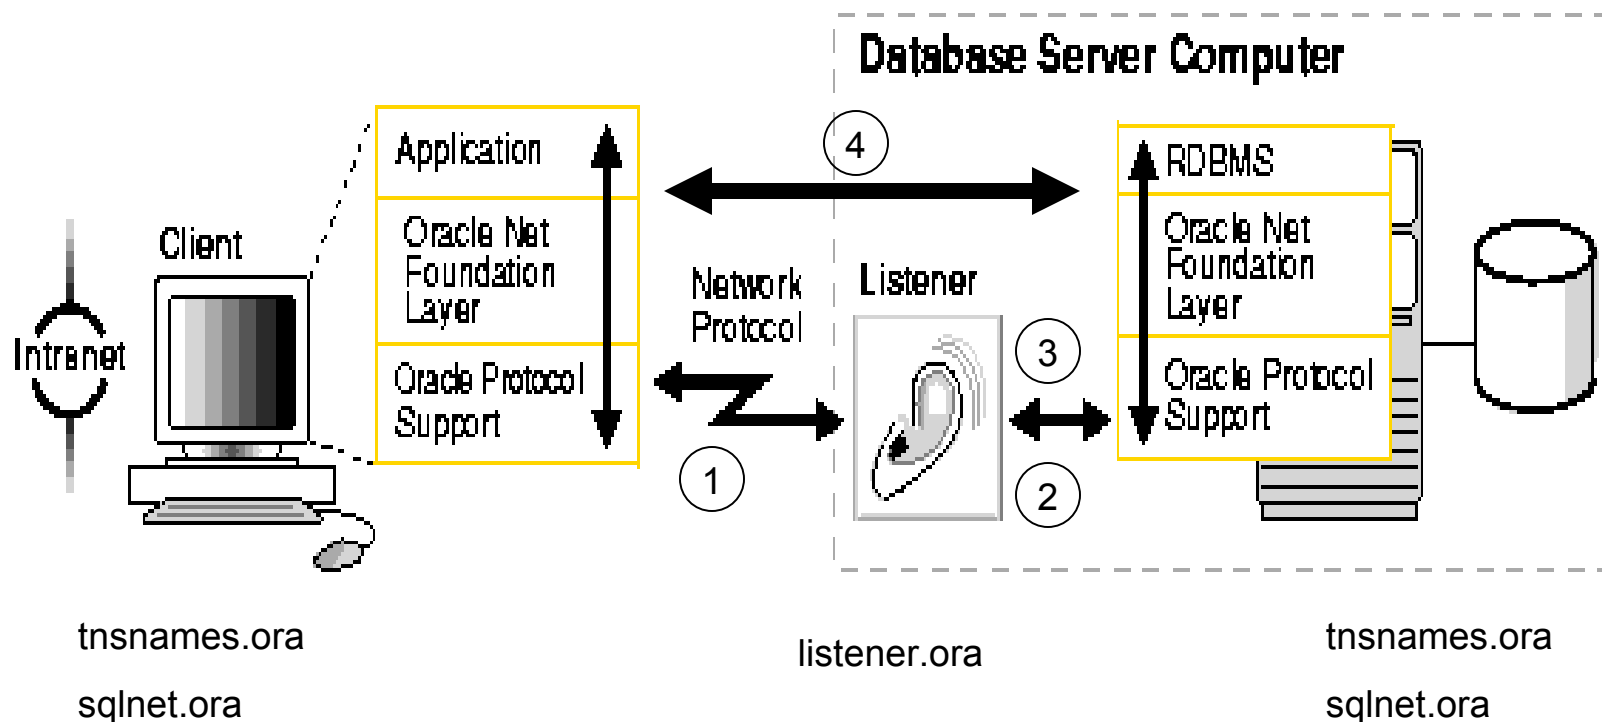 Database Server Computer
4
Application
RDBMS
Oracle Net
Foundation
Layer
Oracle Net
Foundation
Layer
Client
Network
Protocol
Listener
Intranet
3
Oracle Protocol
Support
Oracle Protocol
Support
1
2
tnsnames.ora
sqlnet.ora
listener.ora
tnsnames.ora
sqlnet.ora